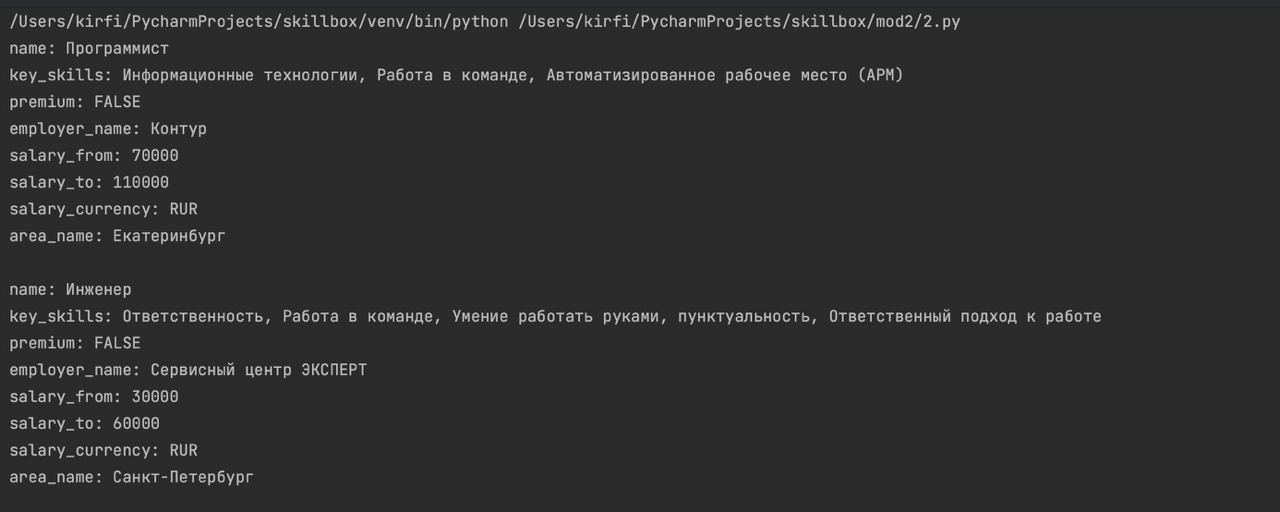 /Users/kirfi/PycharmProjects/skillbox/venv/bin/python /Users/kirfi/PycharmProjects/skillbox/mod2/2.py
name: Программист
key_skills: Информационные технологии, Работа в команде, Автоматизированное рабочее место (АРМ)
premium: FALSE
employer_name: Контур
salary_from: 70000
salary_to: 110000
salary_currency: RUR
area_name: Екатеринбург
name: Инженер
key_skills: Ответственность, Работа в команде, Умение работать руками, пунктуальность, Ответственный подход к работе
premium: FALSE
employer_name: Сервисный центр ЭКСПЕРТ
salary_from: 30000
salary_to: 60000
salary_currency: RUR
area_name: Санкт-Петербург